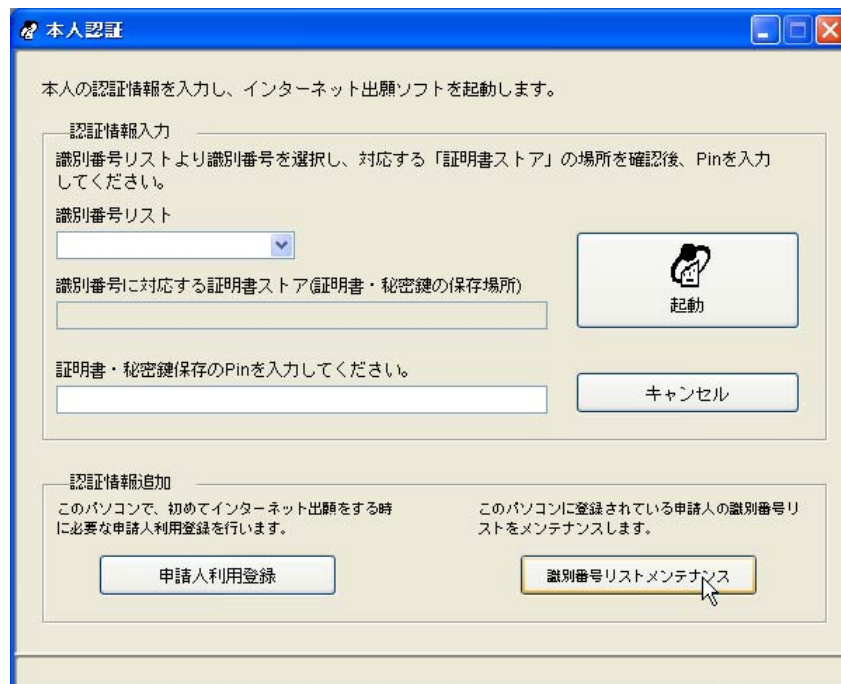 本人認証
本人の認証情報を入力し、インターネット出願ソフトを起動します。
認証情報入力
識別番号リストより識別番号を選択し、対応する「証明書ストア」の場所を確認後、Pinを入力
してください。
識別番号リスト
識別番号に対応する証明書ストア(証明書・秘密鍵の保存場所)
起動
証明書・秘密鍵保存のPinを入力してください。
キャンセル
認証情報追加
このパソコンで、初めてインターネット出願をする時
に必要な申請人利用登録を行います。
申請人利用登録
このパソコンに登録されている申請人の識別番号リ
ストをメンテナンスします。
識別番号リストメンテナンス